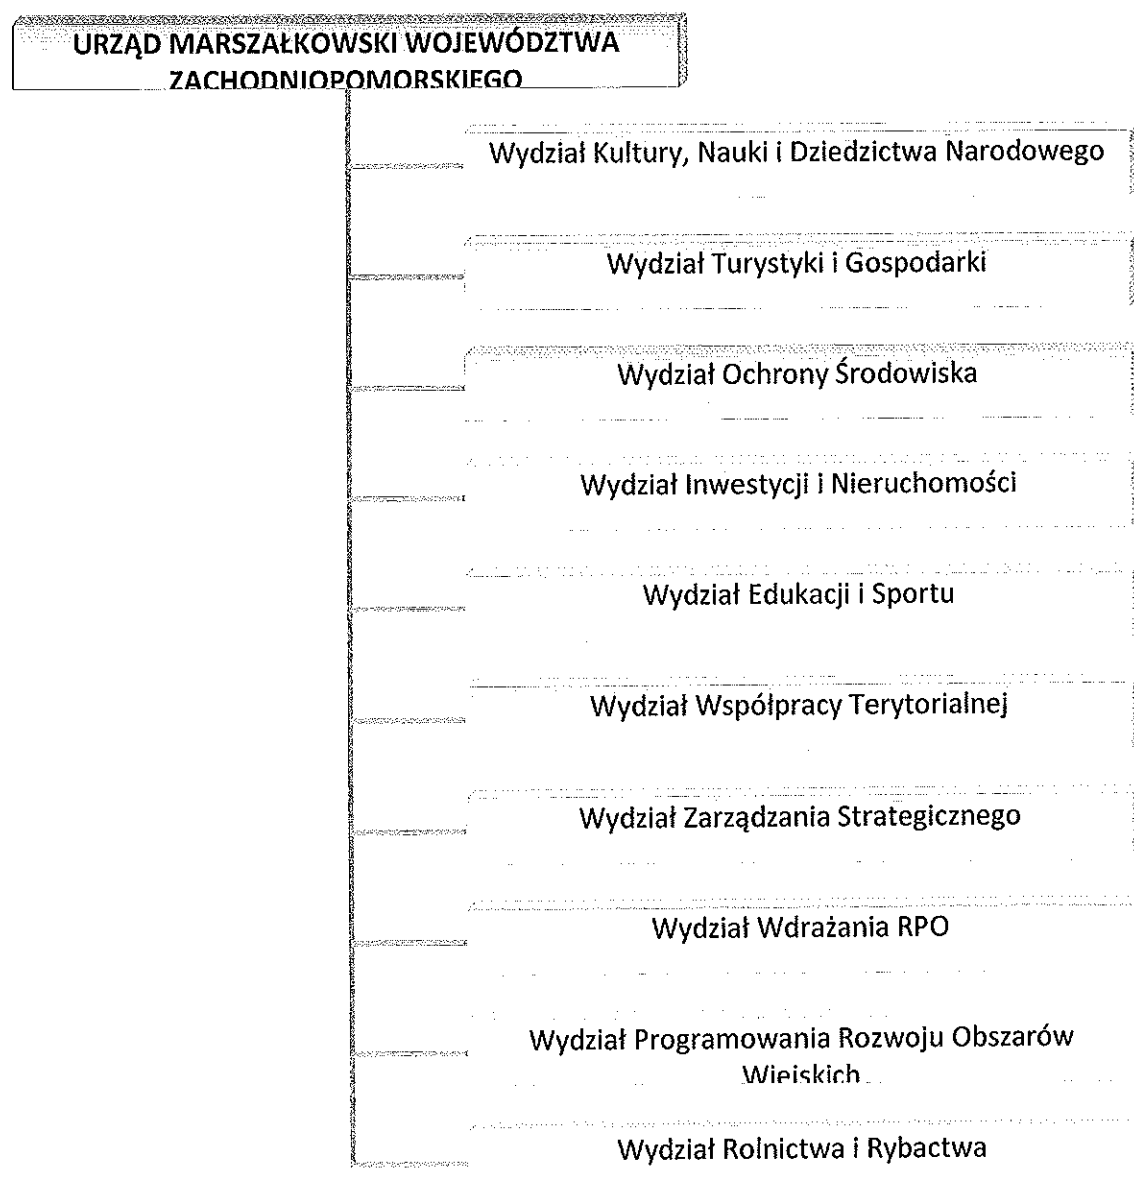 URZĄD MARSZAŁKOWSKI WOJEWÓDZTWA
ZACHODNIOPOMORSKIEGO
Wydział Kultury, Nauki i Dziedzictwa Narodowego
Wydział Turystyki i Gospodarki
Wydział Ochrony Środowiska
Wydział Inwestycji i Nieruchomości
Wydział Edukacji i Sportu
Wydział Współpracy Terytorialnej
Wydział Zarządzania Strategicznego
Wydział Wdrażania RPO
Wydział Programowania Rozwoju Obszarów
Wiejskich
Wydział Rolnictwa i Rybactwa